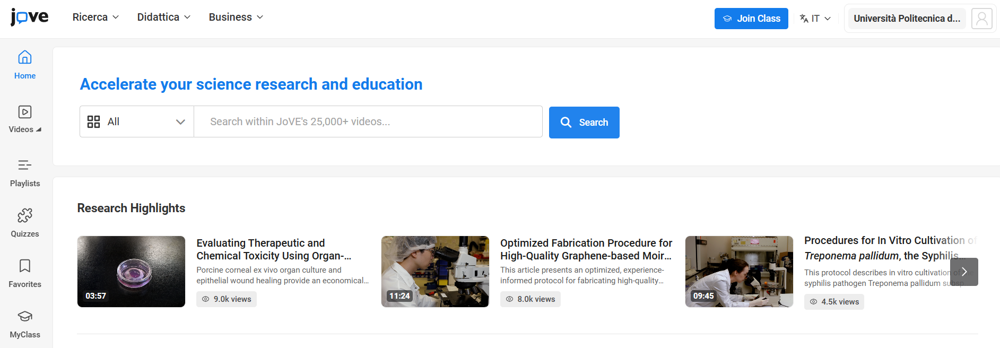 jove
Ricerca
Didattica
Business
Join Class
IT
Università Politecnica d...
Home
Videos
Playlists
Quizzes
Favorites
MyClass
Accelerate your science research and education
All
Search within JoVE's 25,000+ videos...
Search
Research Highlights
03:57
Evaluating Therapeutic and
Chemical Toxicity Using Organ-...
Porcine corneal ex vivo organ culture and
epithelial wound healing provide an economical...
9.0k views
11:24
Optimized Fabrication Procedure for
High-Quality Graphene-based Moir...
This article presents an optimized, experience-
informed protocol for fabricating high-quality...
8.0k views
09:45
Procedures for In Vitro Cultivation of
Treponema pallidum, the Syphilis...
This protocol describes in vitro cultivation of
syphilis pathogen Treponema pallidum subsp
4.5k views